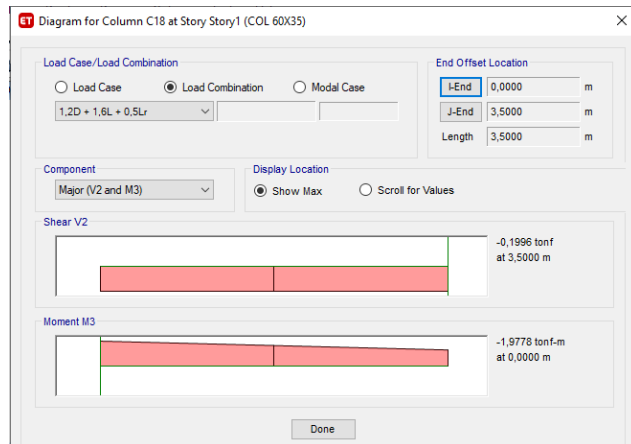 ET Diagram for Column C18 at Story Story1 (COL 60X35)
Load Case/Load Combination
Load Case Load Combination Modal Case
1,2D + 1,6L + 0,5Lr
End Offset Location
I-End 0,0000 m
J-End 3,5000 m
Length 3,5000 m
Component
Major (V2 and M3)
Display Location
Show Max Scroll for Values
Shear V2
-0,1996 tonf
at 3,5000 m
Moment M3
-1,9778 tonf-m
at 0,0000 m
Done